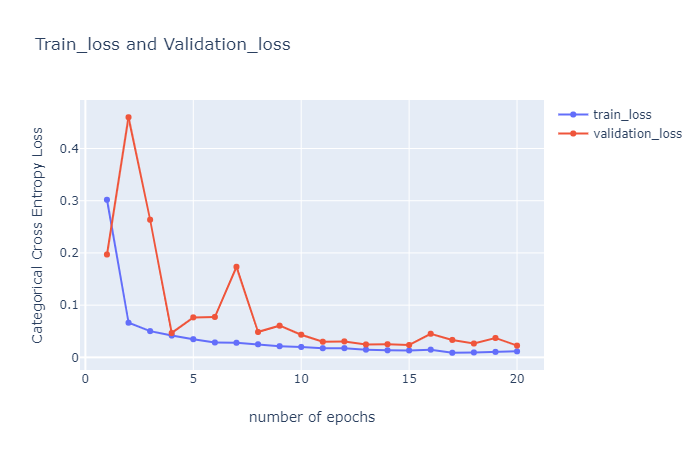 Train_loss and Validation_loss
train_loss
validation_loss
Categorical Cross Entropy Loss
0.4
0.3
0.2
0.1
0
0
5
10
15
20
number of epochs